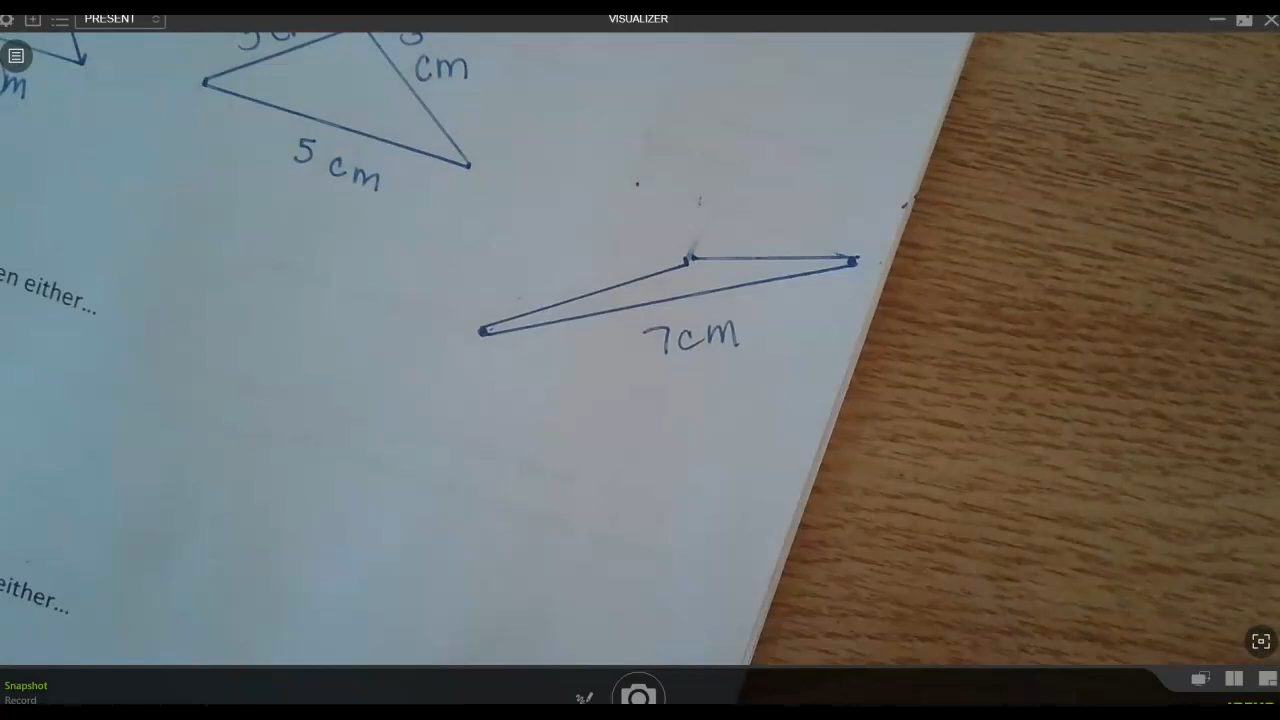 PRESENT
VISUALIZER
cm
m
5 cm
en either...
7cm
either...
Snapshot
Record